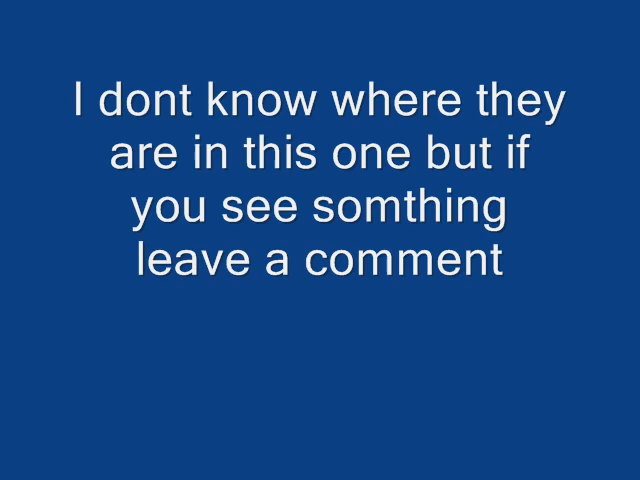 I dont know where they
are in this one but if
you see somthing
leave a comment